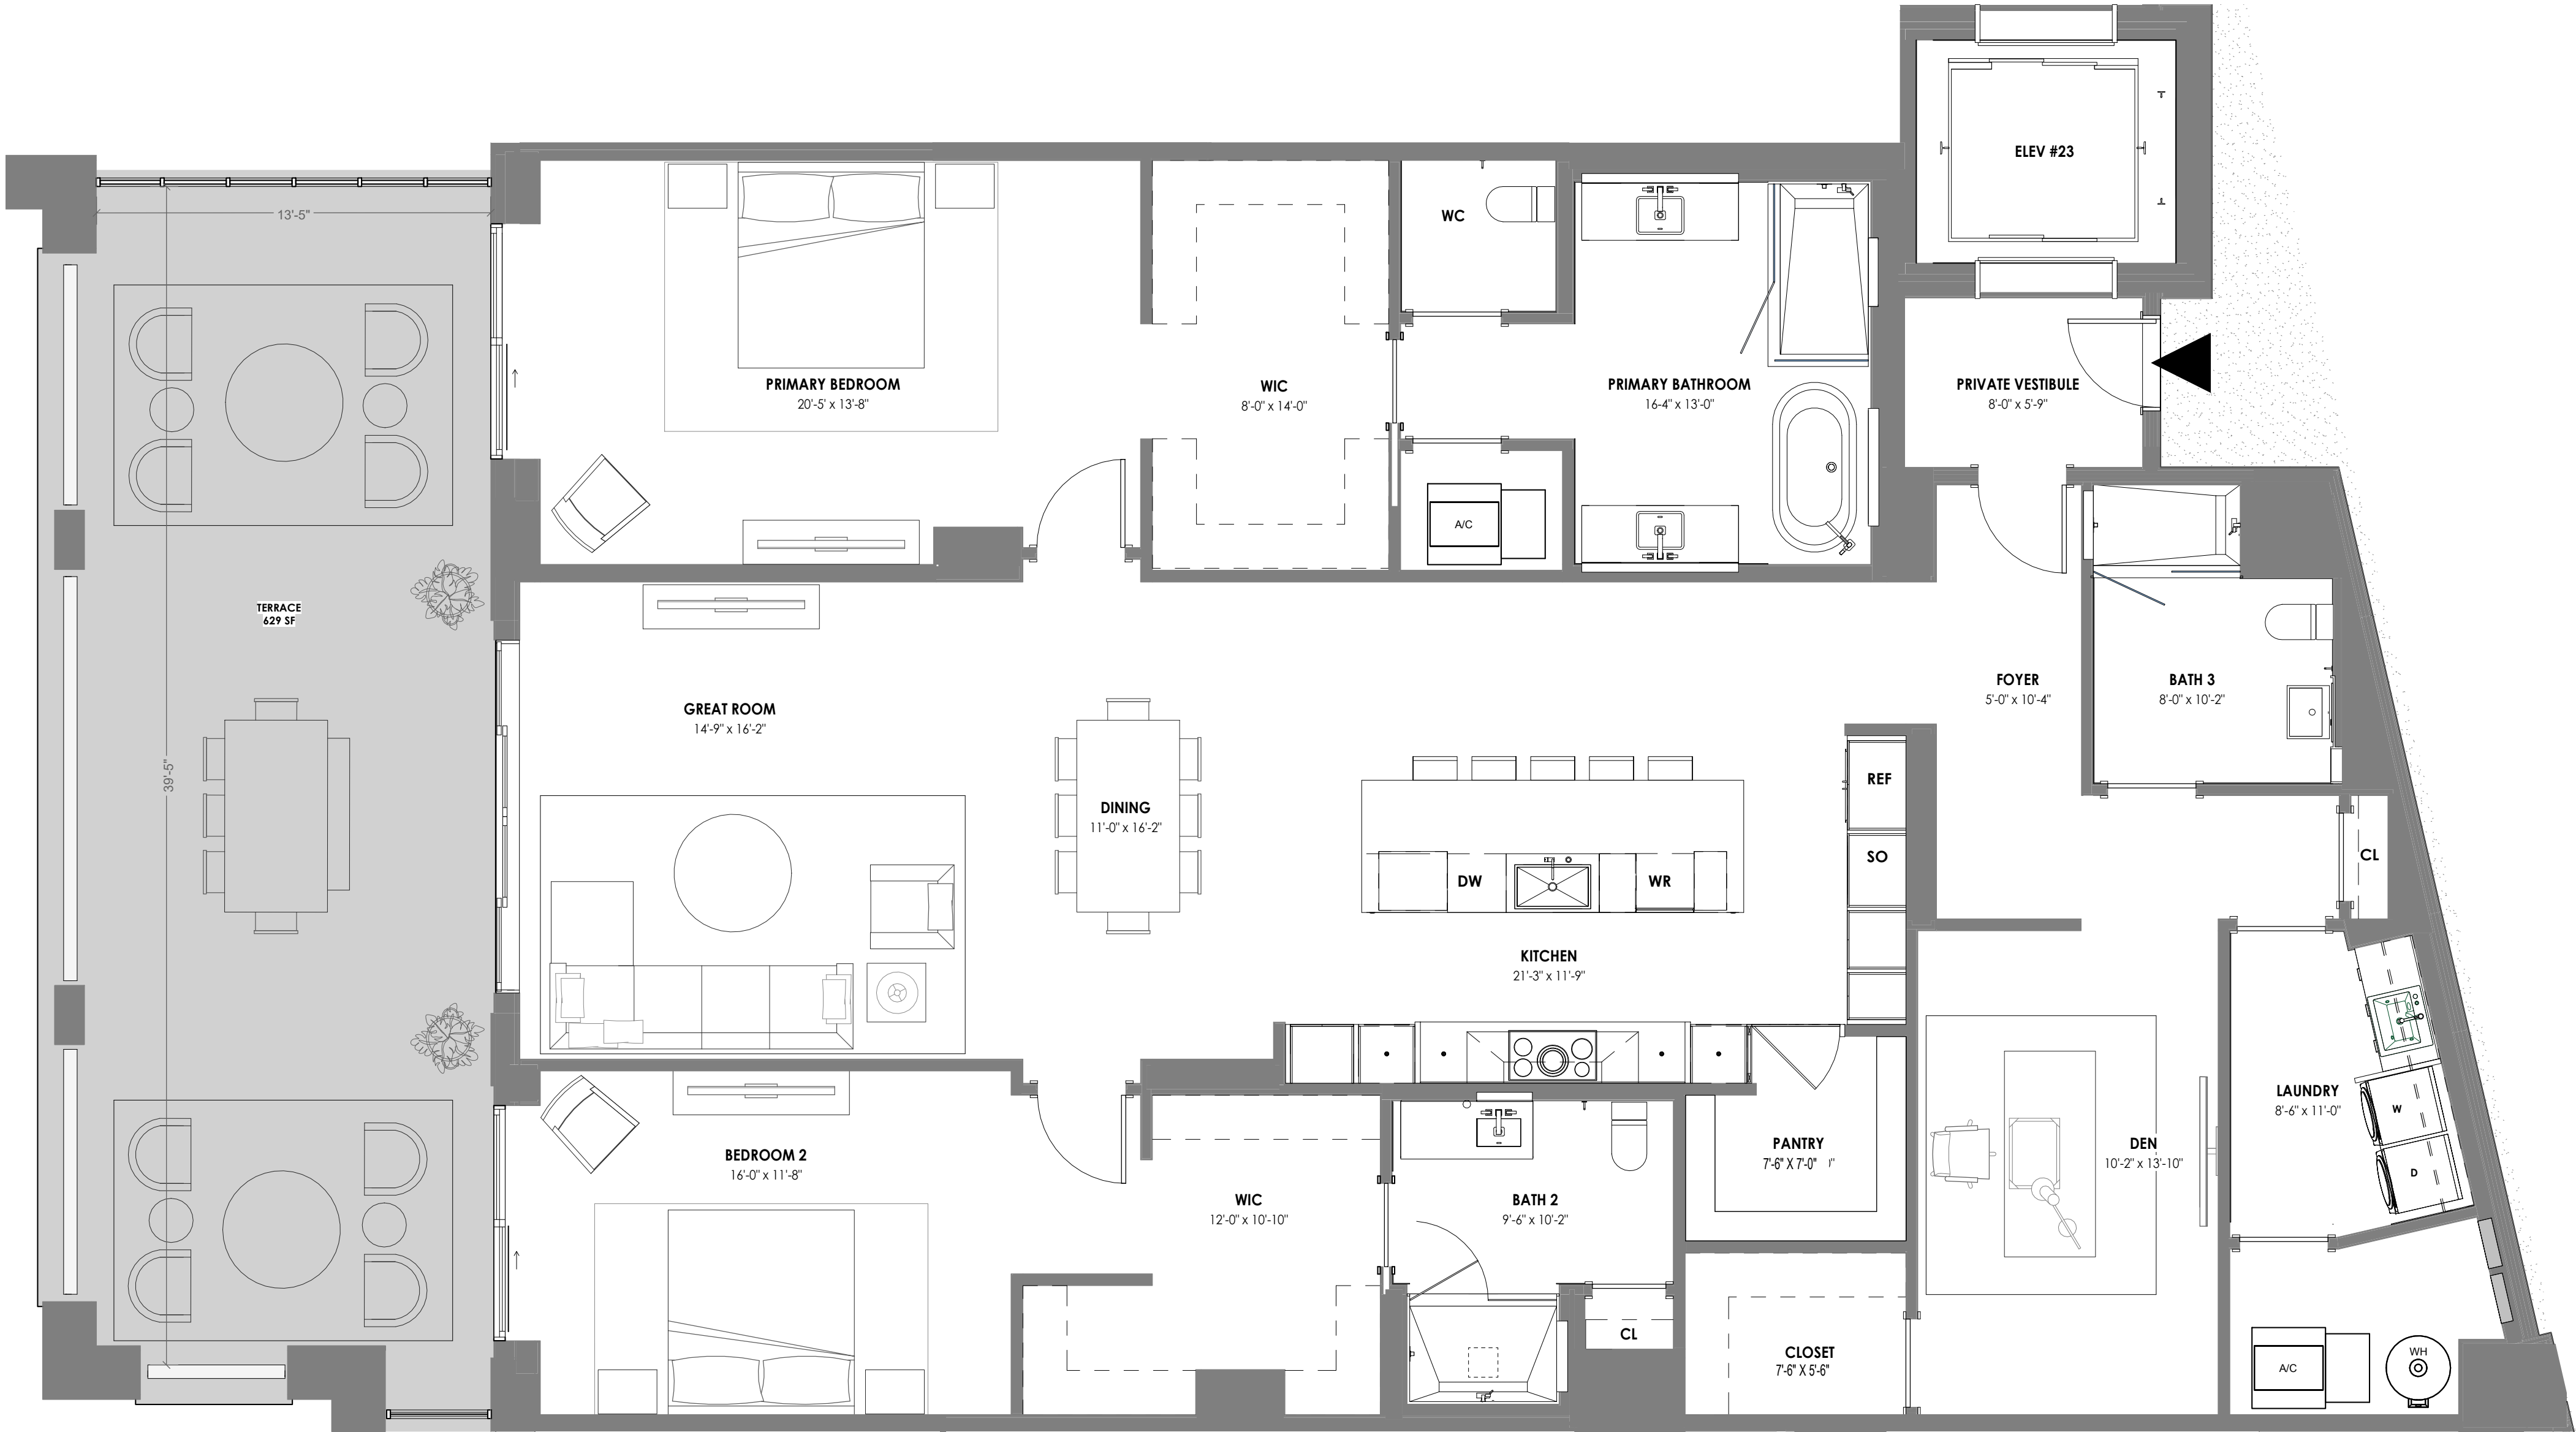 ELEV #23
13'-5"
WC
PRIMARY BEDROOM
20'-5' x 13'-8"
WIC
8'-0" x 14'-0"
PRIMARY BATHROOM
16-4" x 13'-0"
PRIVATE VESTIBULE
8'-0" x 5'-9"
A/C
TERRACE
629 SF
39'-5"
GREAT ROOM
14'-9" x 16'-2"
FOYER
5'-0" x 10'-4"
BATH 3
8'-0" x 10'-2"
DINING
11'-0" x 16'-2"
REF
SO
CL
DW
WR
KITCHEN
21'-3" x 11'-9"
BEDROOM 2
16'-0" x 11'-8"
WIC
12'-0" x 10'-10"
BATH 2
9'-6" x 10'-2"
PANTRY
7'-6" X 7'-0"
DEN
10'-2" x 13'-10"
LAUNDRY
8'-6" x 11'-0"
W
D
CL
CLOSET
7'-6" X 5'-6"
A/C
WH